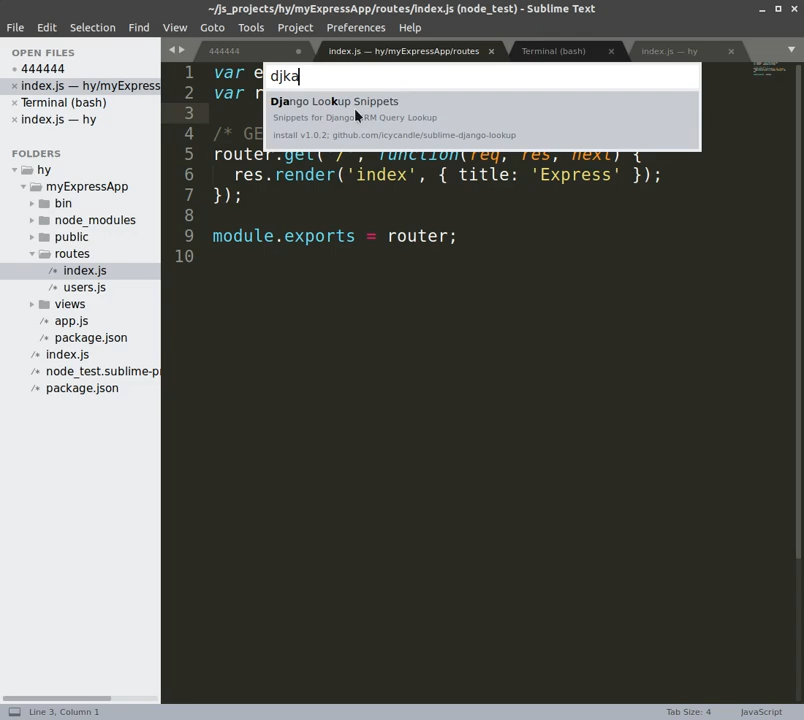 ~/js_projects/hy/myExpressApp/routes/index.js (node_test) - Sublime Text
File Edit Selection View Goto Tools Project Preferences Help
OPEN FILES
444444
index.js — hy/myExpress
Terminal (bash)
index.js — hy
FOLDERS
hy
myExpressApp
bin
node_modules
public
routes
index.js
users.js
views
app.js
package.json
index.js
node_test.sublime-pr
package.json
444444
index.js — hy/myExpressApp/routes
Terminal (bash)
index.js — hy
djka
Django Lookup Snippets
Snippets for Django RM Query Lookup
install v1.0.2; github.com/icycandle/sublime-django-lookup
1 var e
2 var r
3
4 /* GE
5 router.get('/', function(req, res, next) {
6 res.render('index', { title: 'Express' });
7 });
8
9 module.exports = router;
10
Line 3, Column 1
Tab Size: 4
JavaScript